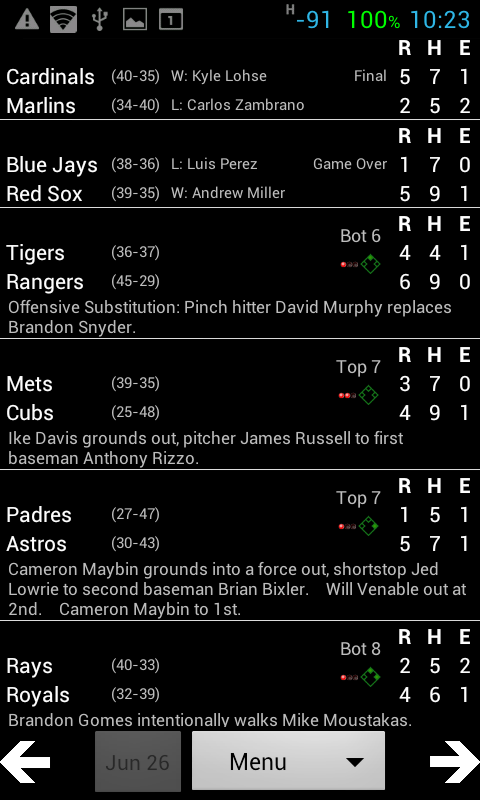 H -91 100% 10:23
1
R H E
Cardinals (40-35) W: Kyle Lohse Final 5 7 1
Marlins (34-40) L: Carlos Zambrano 2 5 2
R H E
Blue Jays (38-36) L: Luis Perez Game Over 1 7 0
Red Sox (39-35) W: Andrew Miller 5 9 1
R H E
Bot 6
Tigers (36-37) 4 4 1
Rangers (45-29) 6 9 0
Offensive Substitution: Pinch hitter David Murphy replaces
Brandon Snyder.
R H E
Top 7
Mets (39-35) 3 7 0
Cubs (25-48) 4 9 1
Ike Davis grounds out, pitcher James Russell to first
baseman Anthony Rizzo.
R H E
Top 7
Padres (27-47) 1 5 1
Astros (30-43) 5 7 1
Cameron Maybin grounds into a force out, shortstop Jed
Lowrie to second baseman Brian Bixler. Will Venable out at
2nd. Cameron Maybin to 1st.
R H E
Bot 8
Rays (40-33) 2 5 2
Royals (32-39) 4 6 1
Brandon Gomes intentionally walks Mike Moustakas.
Jun 26 Menu